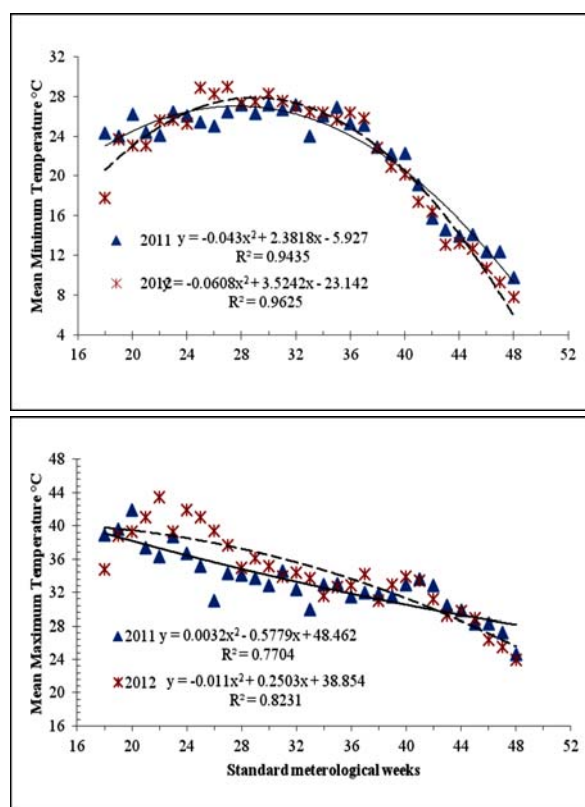 Mean Minimum Temperature °C
32
28
24
20
16
12
8
4
2011 y = -0.043x² + 2.3818x - 5.927
R² = 0.9435
2012 y = -0.0608x² + 3.5242x - 23.142
R² = 0.9625
16 20 24 28 32 36 40 44 48 52
Mean Maximum Temperature °C
48
44
40
36
32
28
24
20
16
2011 y = 0.0032x² - 0.5779x + 48.462
R² = 0.7704
2012 y = -0.011x² + 0.2503x + 38.854
R² = 0.8231
16 20 24 28 32 36 40 44 48 52
Standard meterological weeks